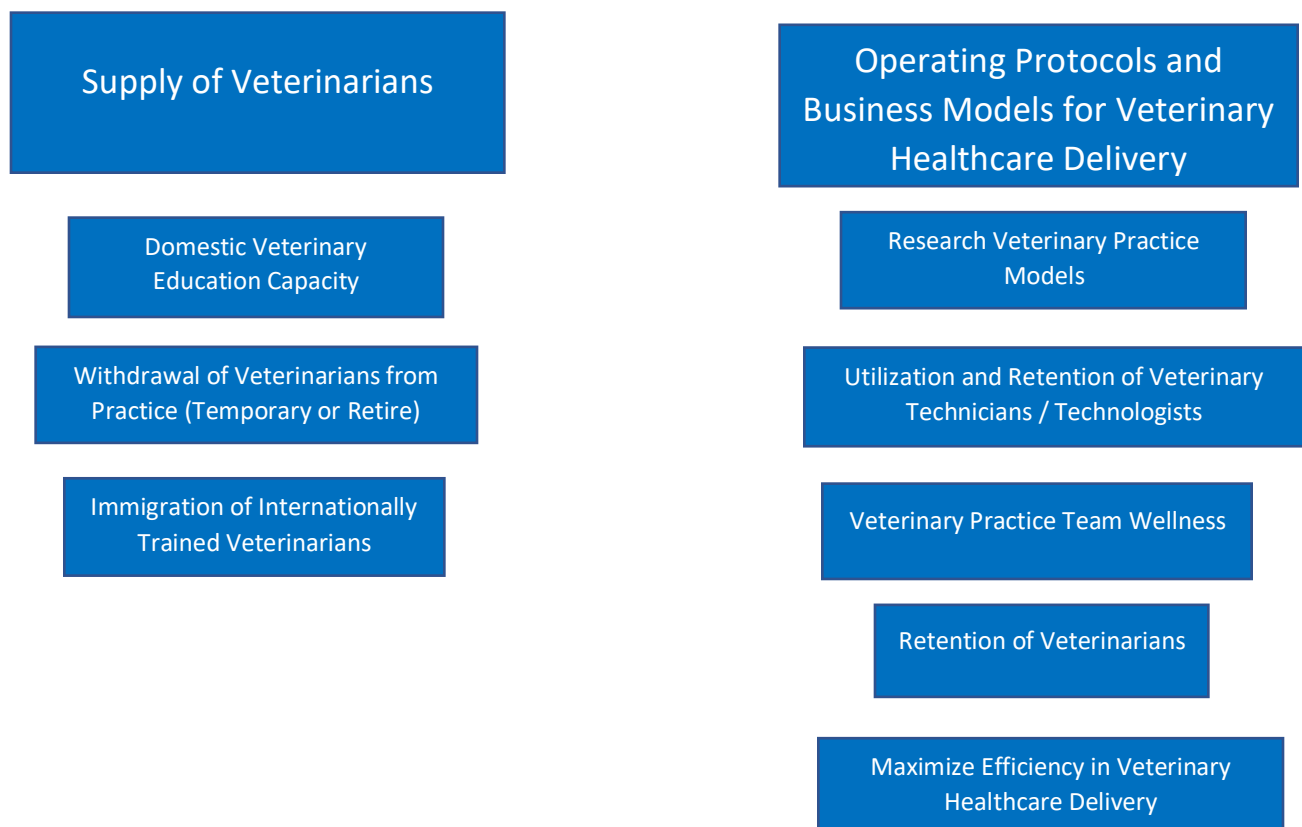 Supply of Veterinarians
Domestic Veterinary
Education Capacity
Withdrawal of Veterinarians from
Practice (Temporary or Retire)
Immigration of Internationally
Trained Veterinarians
Operating Protocols and
Business Models for Veterinary
Healthcare Delivery
Research Veterinary Practice
Models
Utilization and Retention of Veterinary
Technicians / Technologists
Veterinary Practice Team Wellness
Retention of Veterinarians
Maximize Efficiency in Veterinary
Healthcare Delivery